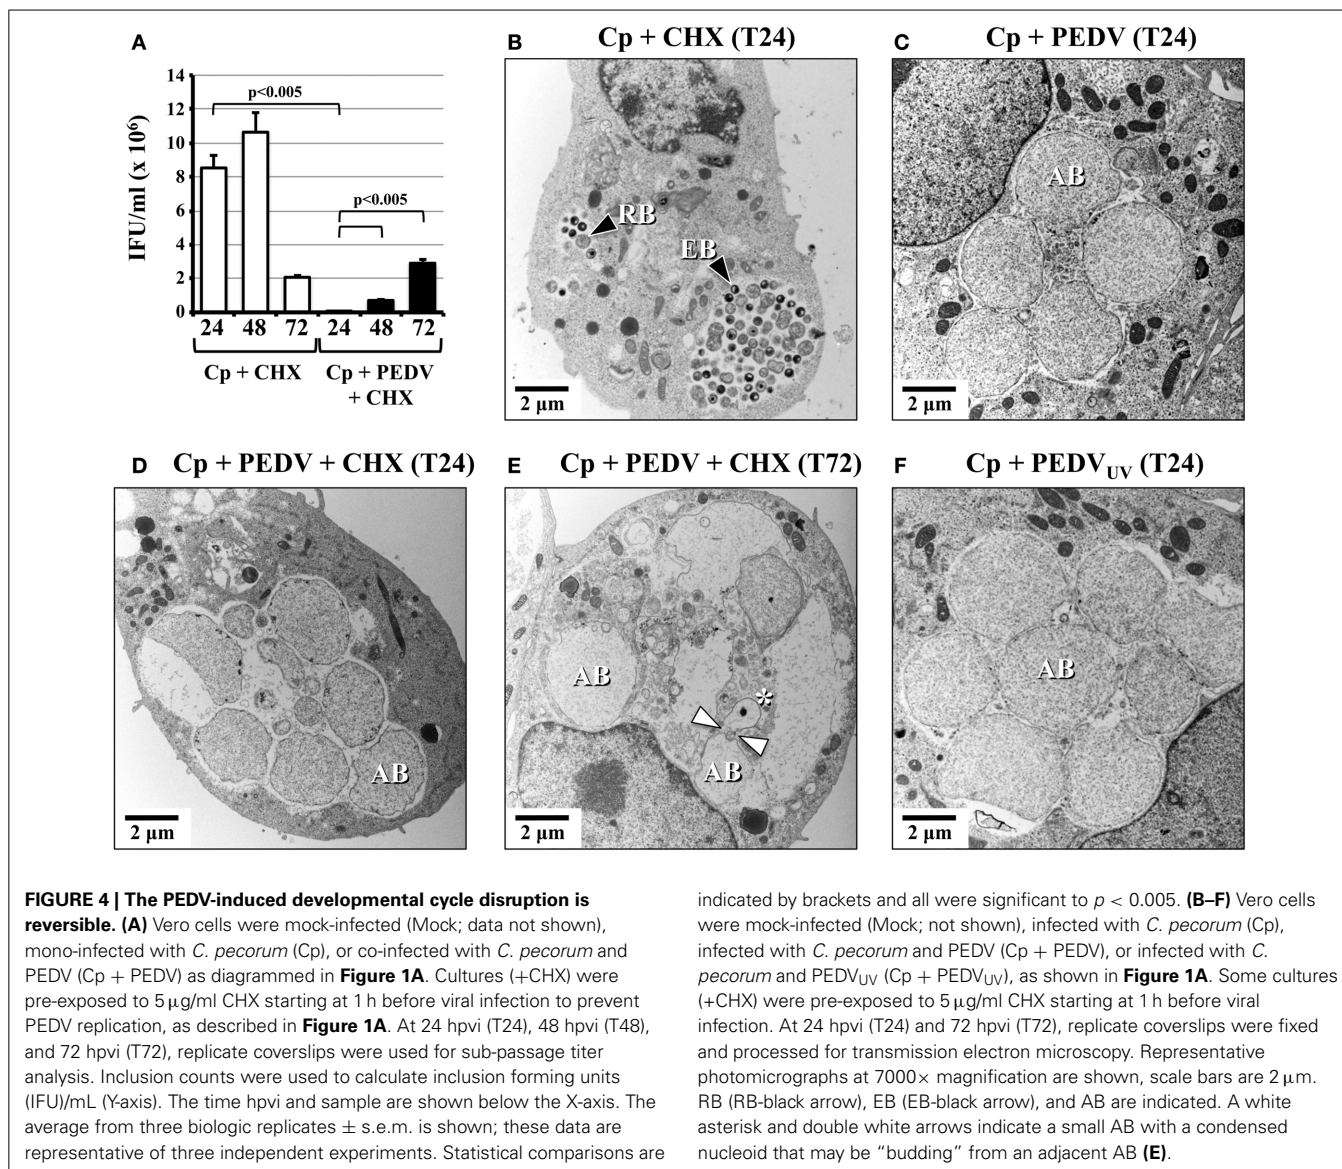 A
14
12
10
8
6
4
2
0
IFU/ml (x 10⁶)
p<0.005
p<0.005
24 48 72 24 48 72
Cp + CHX
Cp + PEDV
+ CHX
B Cp + CHX (T24)
RB
EB
2 µm
C Cp + PEDV (T24)
AB
2 µm
D Cp + PEDV + CHX (T24)
AB
2 µm
E Cp + PEDV + CHX (T72)
AB
*
AB
2 µm
F Cp + PEDV_UV (T24)
AB
2 µm
FIGURE 4 | The PEDV-induced developmental cycle disruption is
reversible. (A) Vero cells were mock-infected (Mock; data not shown),
mono-infected with C. pecorum (Cp), or co-infected with C. pecorum and
PEDV (Cp + PEDV) as diagrammed in Figure 1A. Cultures (+CHX) were
pre-exposed to 5 µg/ml CHX starting at 1 h before viral infection to prevent
PEDV replication, as described in Figure 1A. At 24 hpvi (T24), 48 hpvi (T48),
and 72 hpvi (T72), replicate coverslips were used for sub-passage titer
analysis. Inclusion counts were used to calculate inclusion forming units
(IFU)/mL (Y-axis). The time hpvi and sample are shown below the X-axis. The
average from three biologic replicates ± s.e.m. is shown; these data are
representative of three independent experiments. Statistical comparisons are
indicated by brackets and all were significant to p < 0.005. (B–F) Vero cells
were mock-infected (Mock; not shown), infected with C. pecorum (Cp),
infected with C. pecorum and PEDV (Cp + PEDV), or infected with C.
pecorum and PEDV_UV (Cp + PEDV_UV), as shown in Figure 1A. Some cultures
(+CHX) were pre-exposed to 5 µg/ml CHX starting at 1 h before viral
infection. At 24 hpvi (T24) and 72 hpvi (T72), replicate coverslips were fixed
and processed for transmission electron microscopy. Representative
photomicrographs at 7000× magnification are shown, scale bars are 2 µm.
RB (RB-black arrow), EB (EB-black arrow), and AB are indicated. A white
asterisk and double white arrows indicate a small AB with a condensed
nucleoid that may be “budding” from an adjacent AB (E).